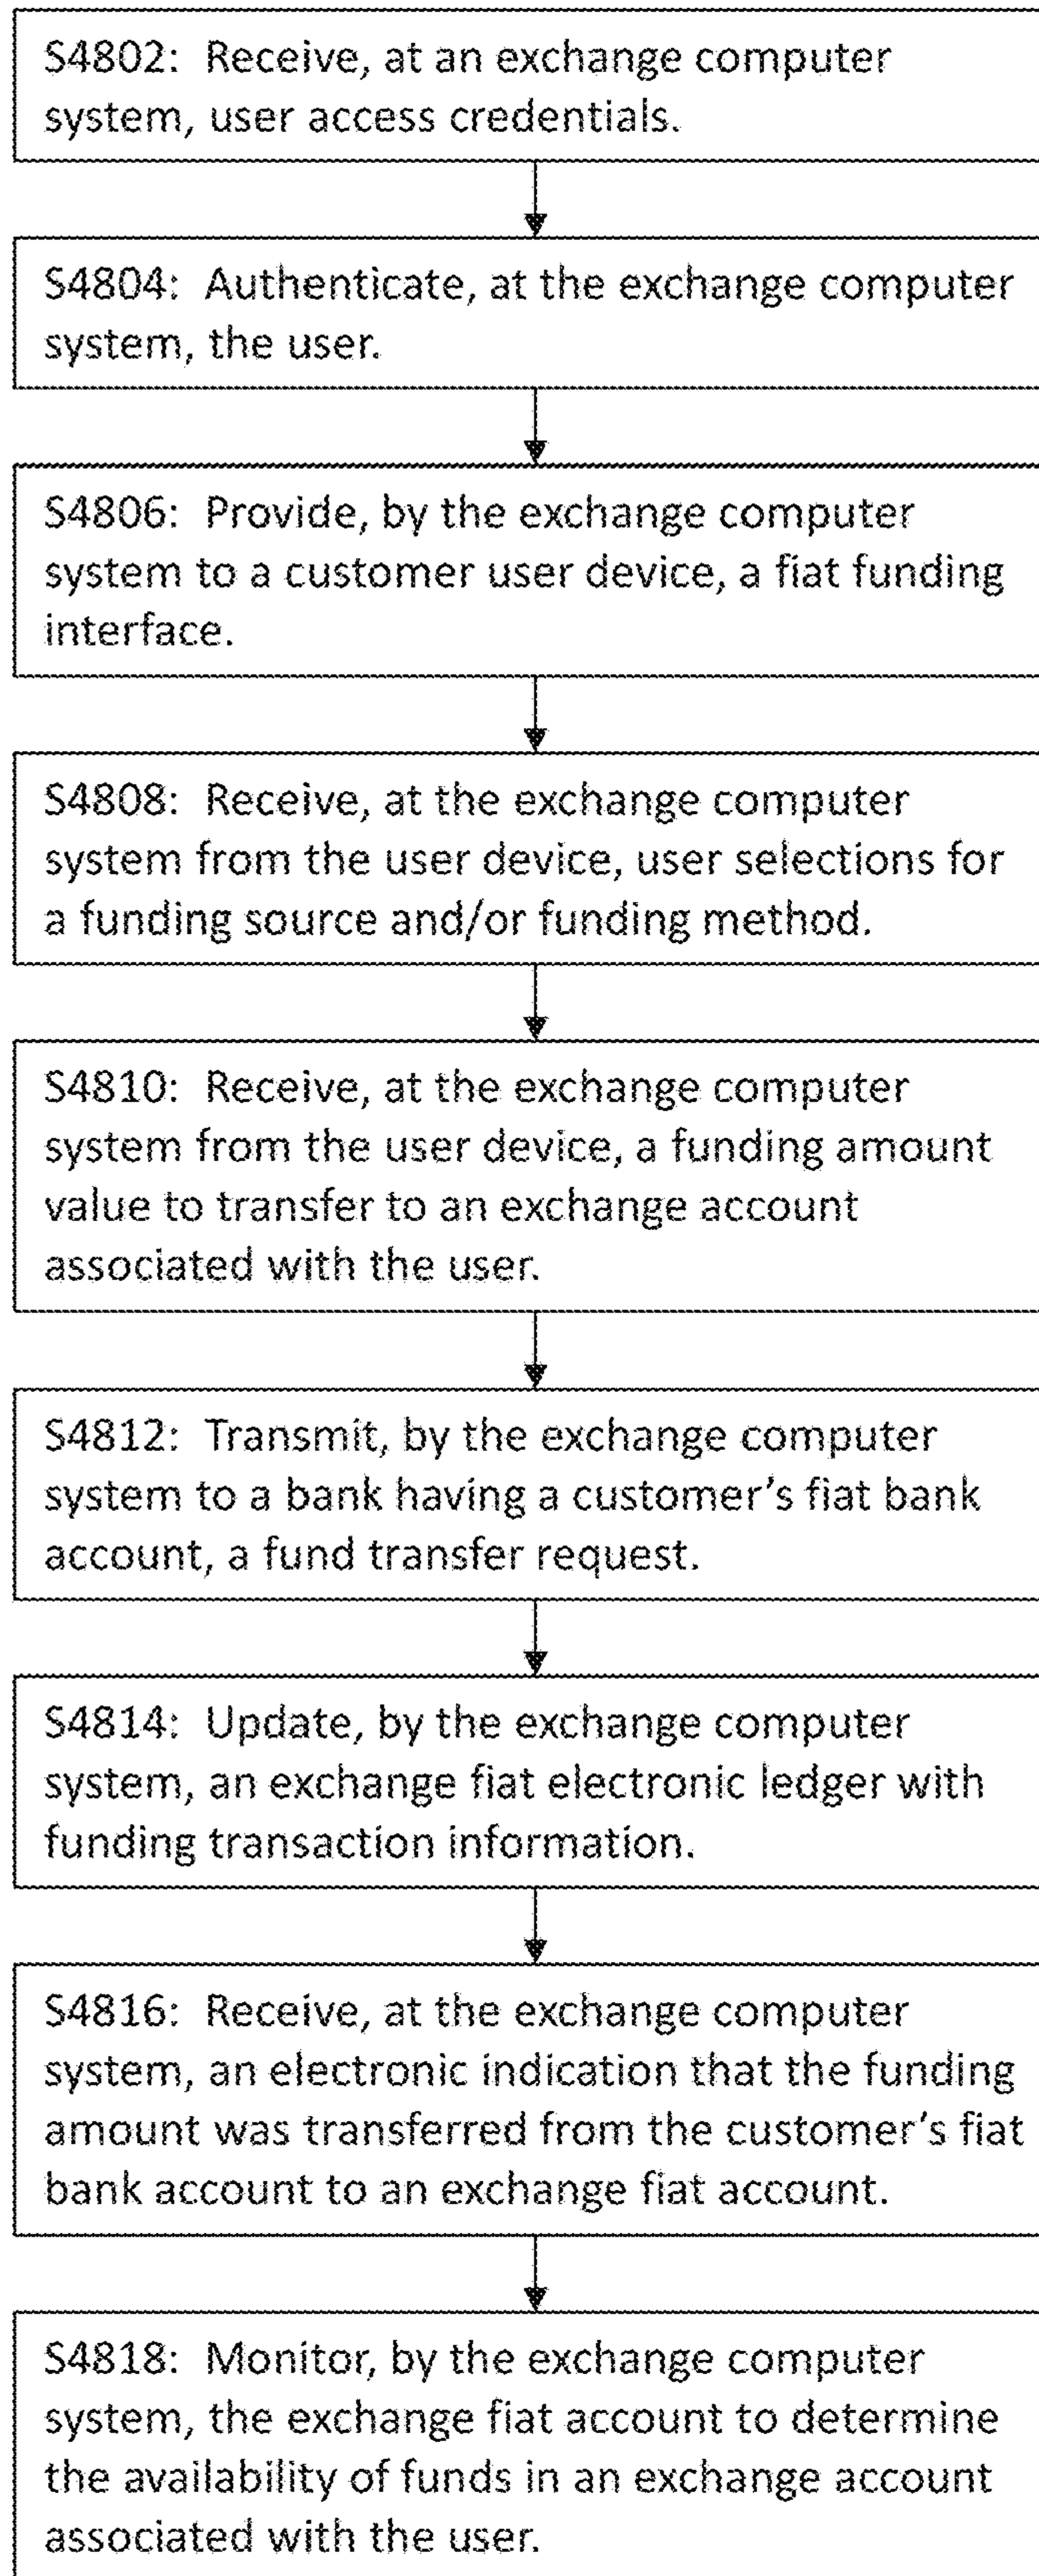 S4802: Receive, at an exchange computer
system, user access credentials.
S4804: Authenticate, at the exchange computer
system, the user.
S4806: Provide, by the exchange computer
system to a customer user device, a fiat funding
interface.
S4808: Receive, at the exchange computer
system from the user device, user selections for
a funding source and/or funding method.
S4810: Receive, at the exchange computer
system from the user device, a funding amount
value to transfer to an exchange account
associated with the user.
S4812: Transmit, by the exchange computer
system to a bank having a customer's fiat bank
account, a fund transfer request.
S4814: Update, by the exchange computer
system, an exchange fiat electronic ledger with
funding transaction information.
S4816: Receive, at the exchange computer
system, an electronic indication that the funding
amount was transferred from the customer's fiat
bank account to an exchange fiat account.
S4818: Monitor, by the exchange computer
system, the exchange fiat account to determine
the availability of funds in an exchange account
associated with the user.